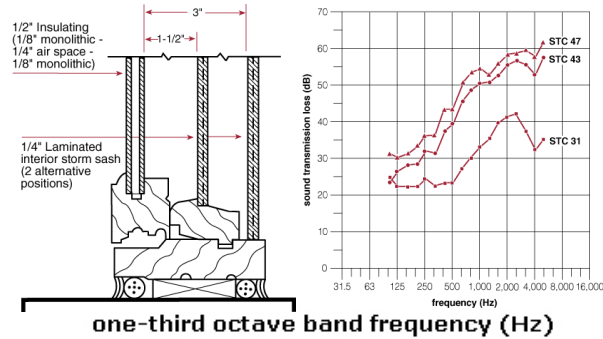 3"
1-1/2"
1/2" Insulating
(1/8" monolithic -
1/4" air space -
1/8" monolithic)
1/4" Laminated
interior storm sash
(2 alternative
positions)
sound transmission loss (dB)
70
60
50
40
30
20
10
0
STC 47
STC 43
STC 31
31.5 63 125 250 500 1,000 2,000 4,000 8,000 16,000
frequency (Hz)
one-third octave band frequency (Hz)